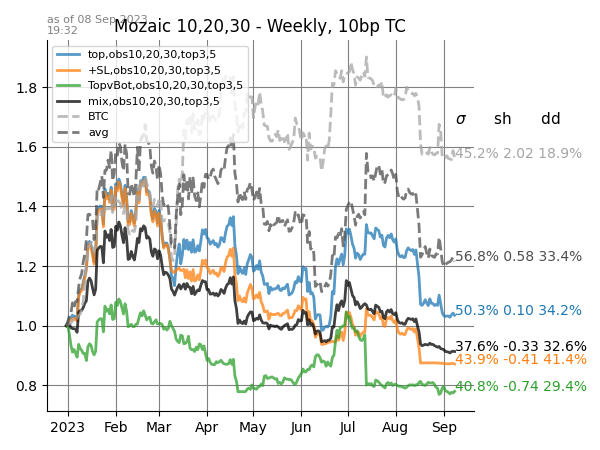 as of 08 Sep 2023
19:32
Mozaic 10,20,30 - Weekly, 10bp TC
top,obs10,20,30,top3,5
+SL,obs10,20,30,top3,5
TopvBot,obs10,20,30,top3,5
mix,obs10,20,30,top3,5
BTC
avg
σ sh dd
45.2% 2.02 18.9%
56.8% 0.58 33.4%
50.3% 0.10 34.2%
37.6% -0.33 32.6%
43.9% -0.41 41.4%
40.8% -0.74 29.4%
1.8
1.6
1.4
1.2
1.0
0.8
2023 Feb Mar Apr May Jun Jul Aug Sep